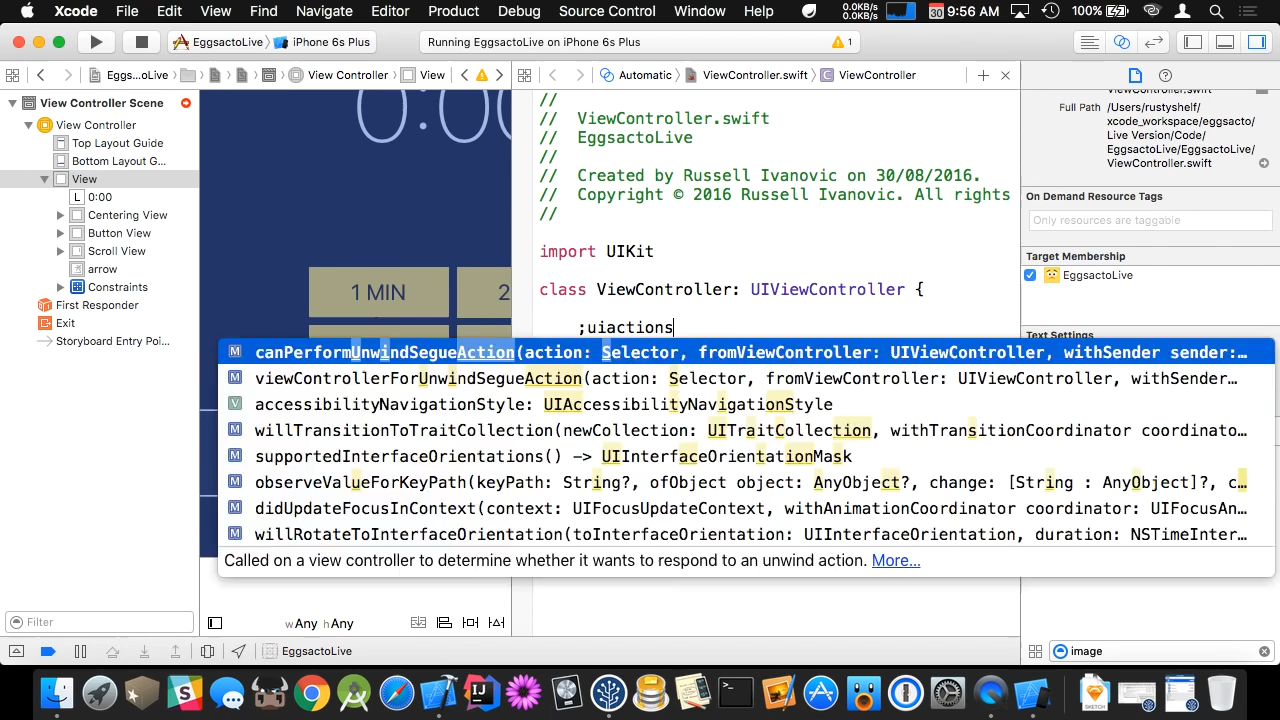 Xcode File Edit View Find Navigate Editor Product Debug Source Control Window Help 0.0KB/s 0.0KB/s 30 9:56 AM 100%
EggsactoLive iPhone 6s Plus Running EggsactoLive on iPhone 6s Plus 1
Eggs...oLive View Controller View Automatic ViewController.swift ViewController
View Controller Scene
View Controller
Top Layout Guide
Bottom Layout G...
View
L 0:00
Centering View
Button View
Scroll View
arrow
Constraints
First Responder
Exit
Storyboard Entry Poi...
Filter
0:00
1 MIN
2
wAny hAny
//
// ViewController.swift
// EggsactoLive
//
// Created by Russell Ivanovic on 30/08/2016.
// Copyright © 2016 Russell Ivanovic. All rights
//
import UIKit
class ViewController: UIViewController {
;uiactions
M canPerformUnwindSegueAction(action: Selector, fromViewController: UIViewController, withSender sender:...
M viewControllerForUnwindSegueAction(action: Selector, fromViewController: UIViewController, withSender...
V accessibilityNavigationStyle: UIAccessibilityNavigationStyle
M willTransitionToTraitCollection(newCollection: UITraitCollection, withTransitionCoordinator coordinato...
M supportedInterfaceOrientations() -> UIInterfaceOrientationMask
M observeValueForKeyPath(keyPath: String?, ofObject object: AnyObject?, change: [String : AnyObject]?, c...
M didUpdateFocusInContext(context: UIFocusUpdateContext, withAnimationCoordinator coordinator: UIFocusAn...
M willRotateToInterfaceOrientation(toInterfaceOrientation: UIInterfaceOrientation, duration: NSTimeInter...
Called on a view controller to determine whether it wants to respond to an unwind action. More...
ViewController.swift
Full Path /Users/rustyshelf/
xcode_workspace/eggsacto/
Live Version/Code/
EggsactoLive/EggsactoLive/
ViewController.swift
On Demand Resource Tags
Only resources are taggable
Target Membership
EggsactoLive
Text Settings
EggsactoLive
image